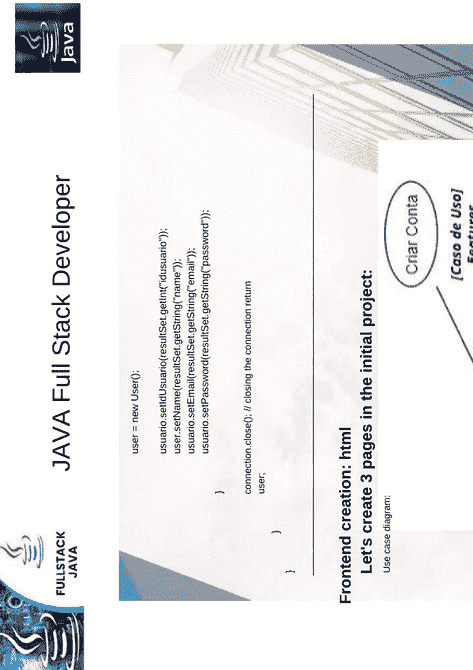 FULLSTACK
JAVA
JAVA Full Stack Developer
Java
user = new User();
usuario.setIdUsuario(resultSet.getInt("idusuario"));
user.setName(resultSet.getString("name"));
usuario.setEmail(resultSet.getString("email"));
usuario.setPassword(resultSet.getString("password"));
}
connection.close(); // closing the connection return
user;
}
}
Frontend creation: html
Let's create 3 pages in the initial project:
Use case diagram:
Criar Conta
[Caso de Uso]